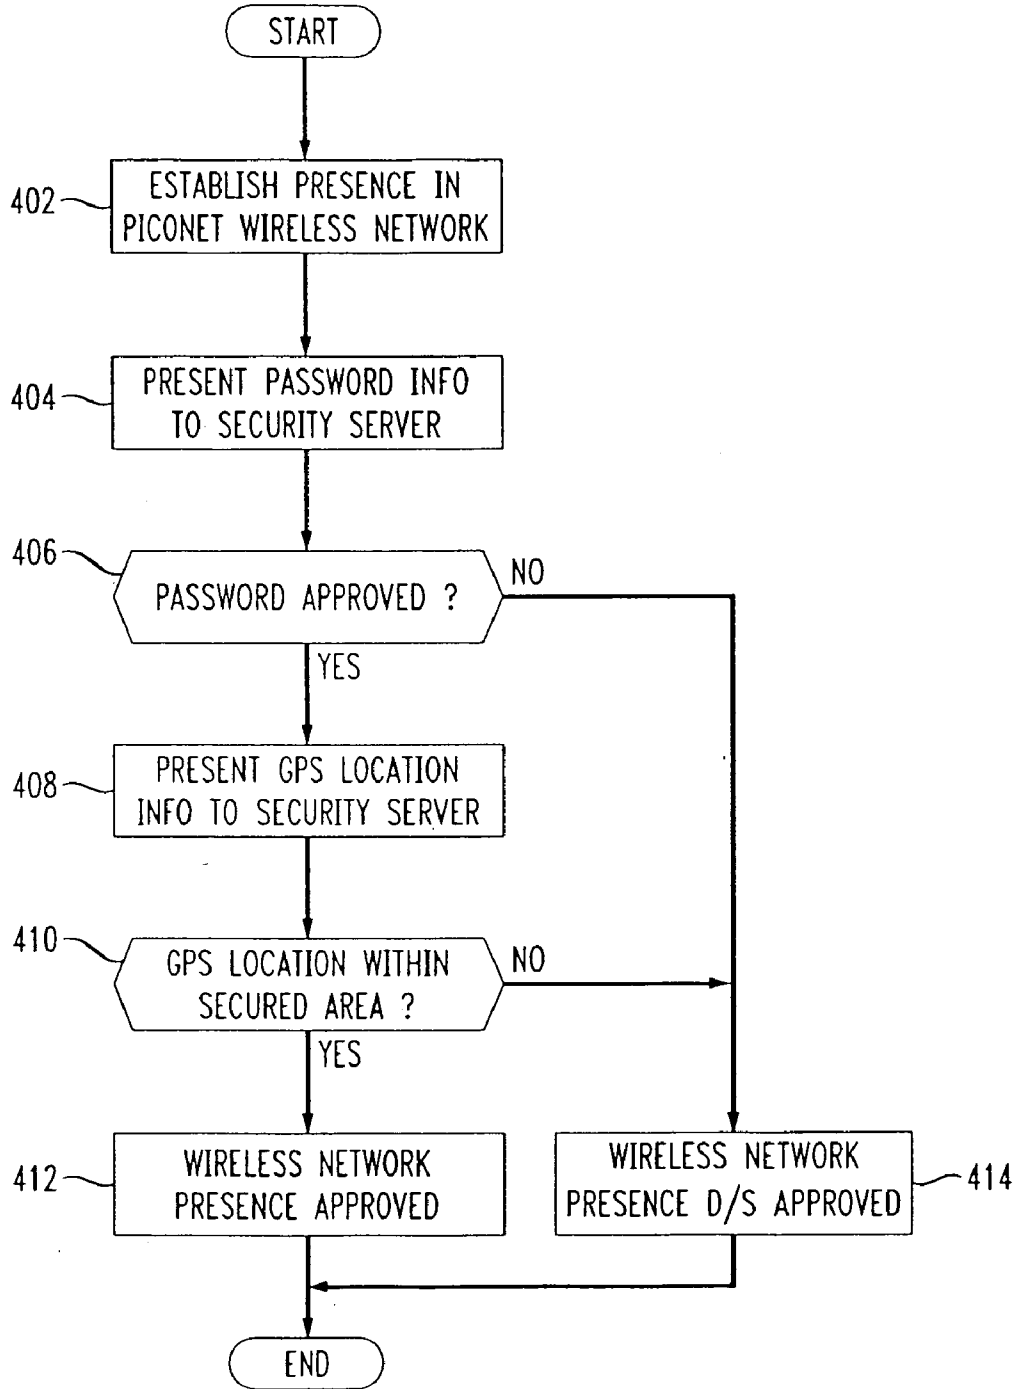 START
402
ESTABLISH PRESENCE IN
PICONET WIRELESS NETWORK
404
PRESENT PASSWORD INFO
TO SECURITY SERVER
406
PASSWORD APPROVED ?
NO
YES
408
PRESENT GPS LOCATION
INFO TO SECURITY SERVER
410
GPS LOCATION WITHIN
SECURED AREA ?
NO
YES
412
WIRELESS NETWORK
PRESENCE APPROVED
WIRELESS NETWORK
PRESENCE D/S APPROVED
414
END